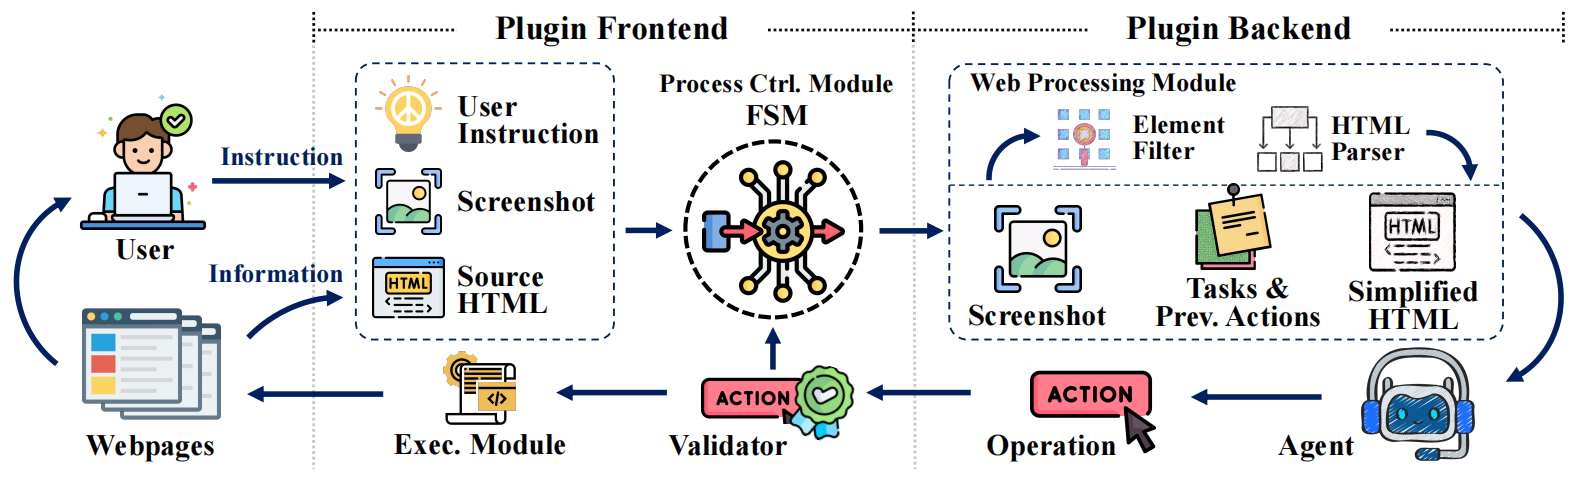 Plugin Frontend
Plugin Backend
Instruction
User
Information
Webpages
User
Instruction
Screenshot
HTML
Source
HTML
Process Ctrl. Module
FSM
Web Processing Module
Element
Filter
HTML
Parser
Screenshot
Tasks &
Prev. Actions
HTML
Simplified
HTML
Exec. Module
ACTION
Validator
ACTION
Operation
Agent